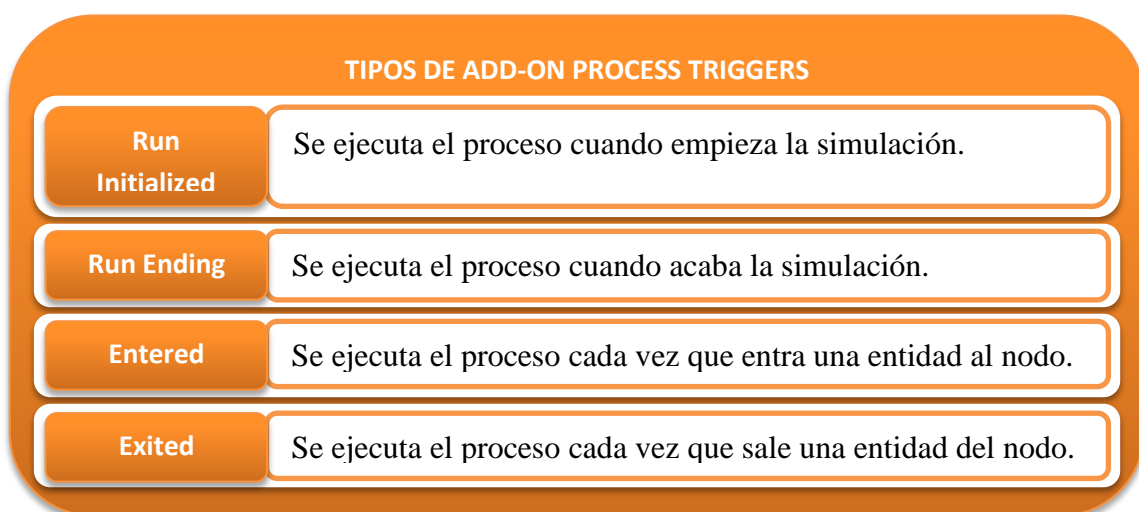 TIPOS DE ADD-ON PROCESS TRIGGERS
Run
Initialized
Se ejecuta el proceso cuando empieza la simulación.
Run Ending
Se ejecuta el proceso cuando acaba la simulación.
Entered
Se ejecuta el proceso cada vez que entra una entidad al nodo.
Exited
Se ejecuta el proceso cada vez que sale una entidad del nodo.